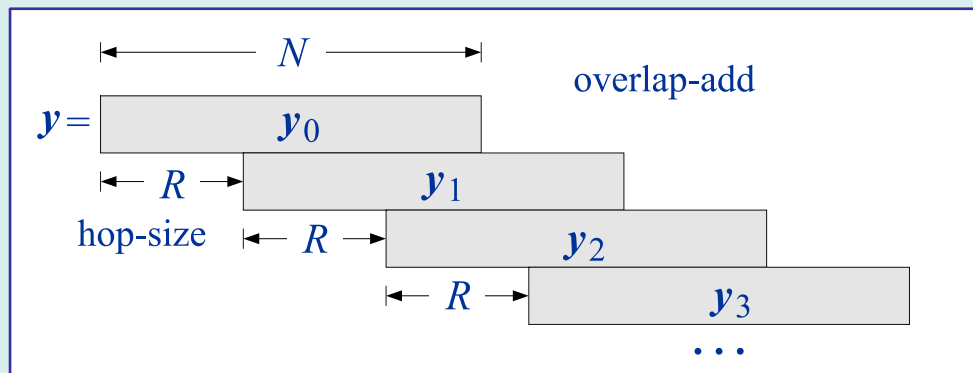 N
overlap-add
y = y₀
R y₁
hop-size R y₂
R y₃
...